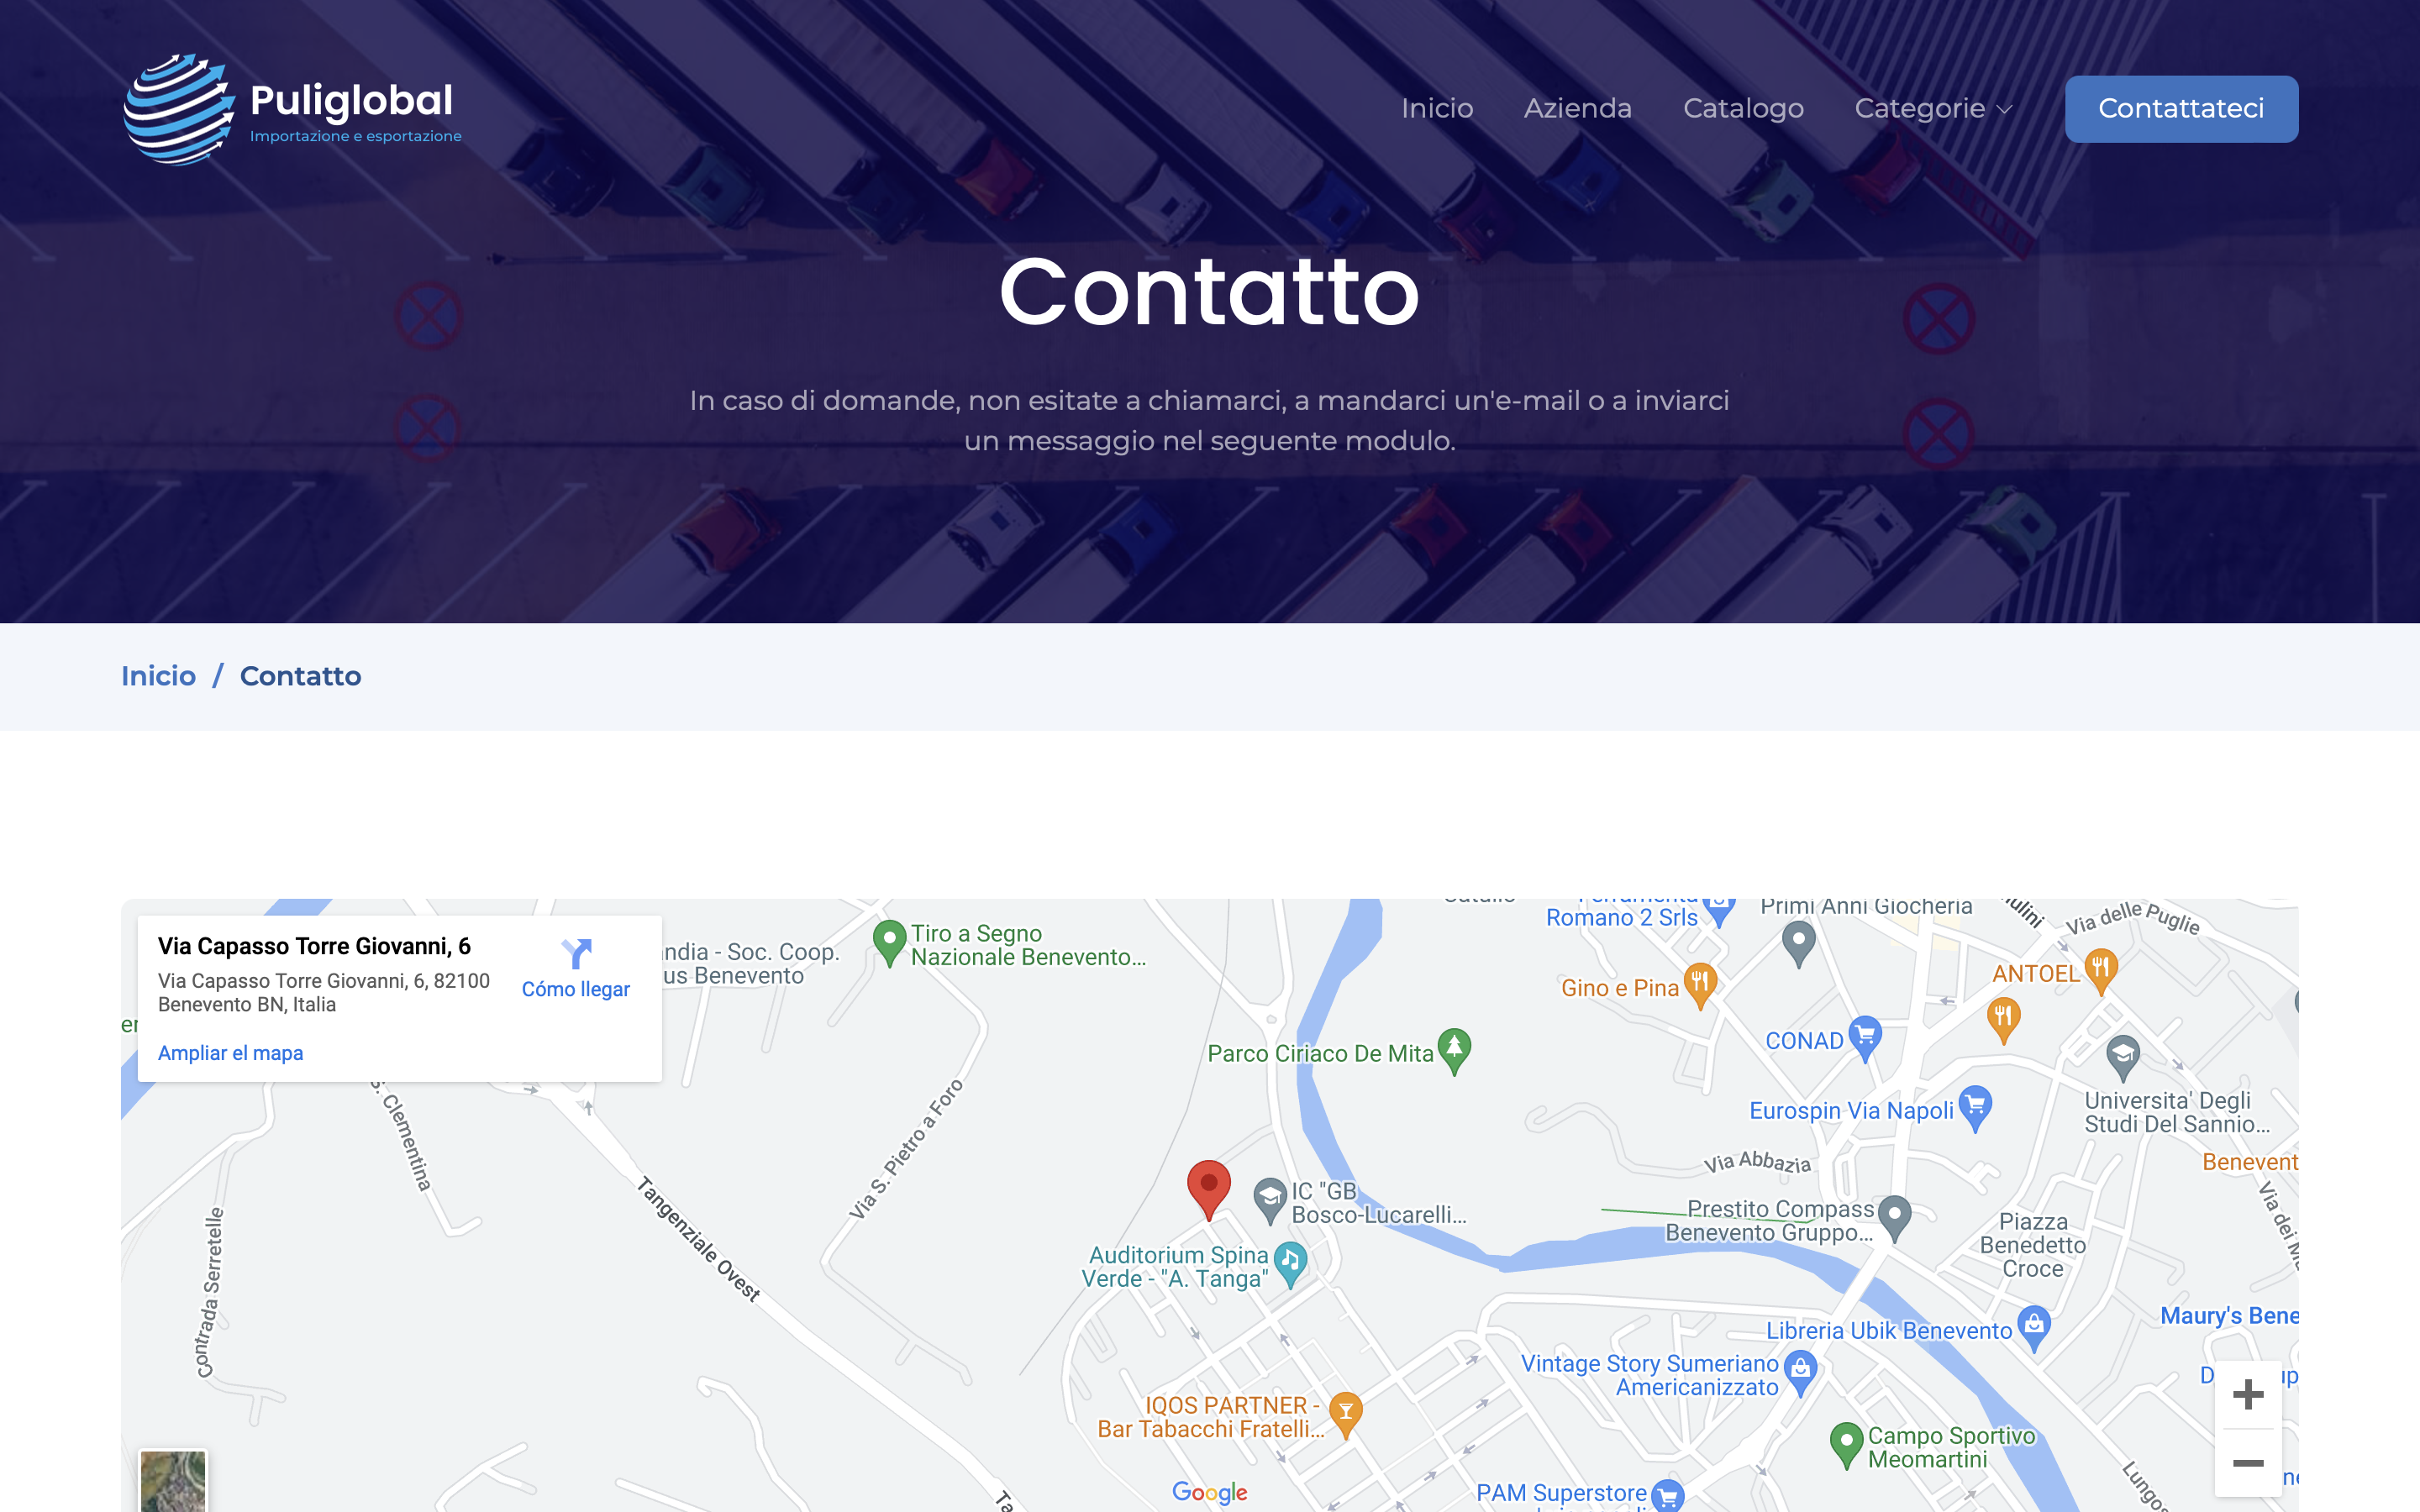 Puliglobal
Importazione e esportazione
Inicio
Azienda
Catalogo
Categorie
Contattateci
Contatto
In caso di domande, non esitate a chiamarci, a mandarci un'e-mail o a inviarci
un messaggio nel seguente modulo.
Inicio / Contatto
Via Capasso Torre Giovanni, 6
Via Capasso Torre Giovanni, 6, 82100
Benevento BN, Italia
Cómo llegar
Ampliar el mapa
ndia - Soc. Coop.
us Benevento
Tiro a Segno
Nazionale Benevento...
Romano 2 Srls
Primi Anni Giocheria
Via delle Puglie
Gino e Pina
ANTOEL
CONAD
Parco Ciriaco De Mita
Eurospin Via Napoli
Universita' Degli
Studi Del Sannio...
S. Clementina
Via S. Pietro a Foro
Via Abbazia
Benevent
Contrada Serretelle
Tangenziale Ovest
IC "GB
Bosco-Lucarelli...
Prestito Compass
Benevento Gruppo...
Piazza
Benedetto
Croce
Via dei M
Auditorium Spina
Verde - "A. Tanga"
Maury's Bene
Libreria Ubik Benevento
Vintage Story Sumeriano
Americanizzato
IQOS PARTNER -
Bar Tabacchi Fratelli...
Campo Sportivo
Meomartini
Google
PAM Superstore
Lungos